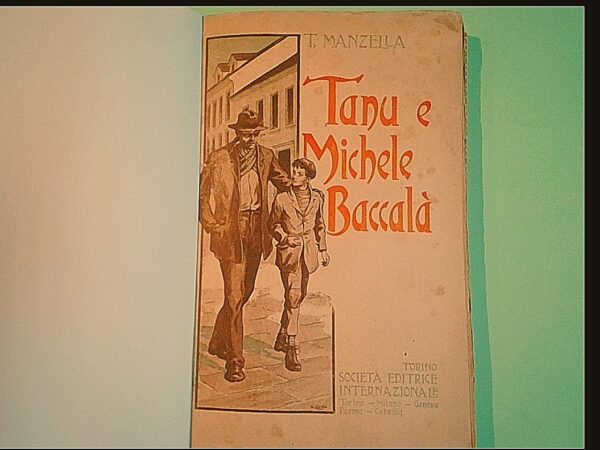 T. MANZELLA
Tanu e
Michele
Baccalà
TORINO
SOCIETÀ EDITRICE
INTERNAZIONALE
Torino – Milano – Genova
Parma – Catania